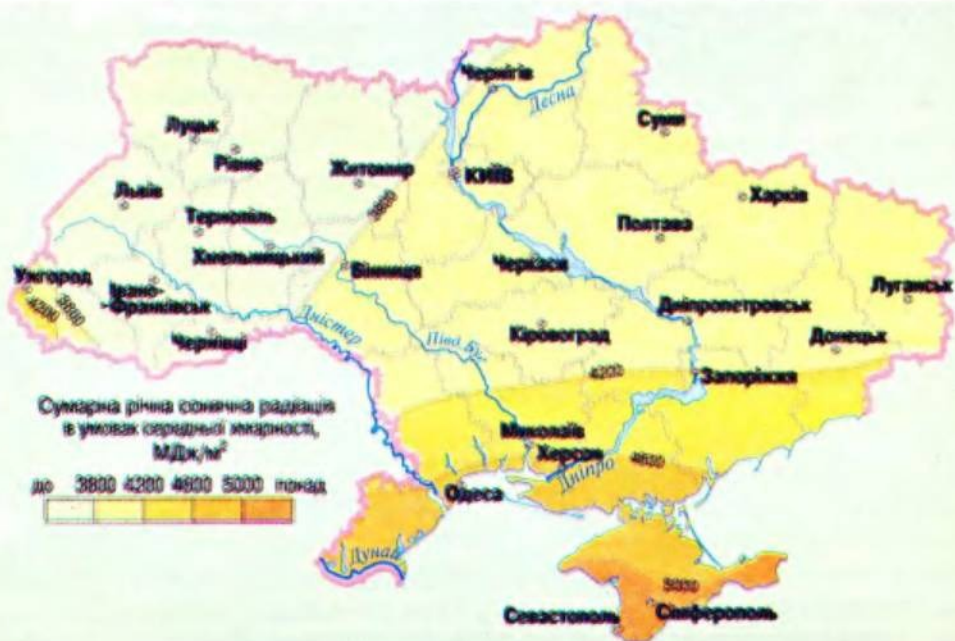 Чернігів
Десна
Суми
Луцьк
Рівне
Житомир
КИЇВ
3800
Харків
Львів
Тернопіль
Полтава
Хмельницький
Вінниця
Черкаси
Ужгород
4200
3800
Івано-
-Франківськ
Луганськ
Дніпропетровськ
Чернівці
Дністер
Півд. Буг
Кіровоград
Донецьк
4200
Запоріжжя
Сумарна річна сонячна радіація
в умовах середньої хмарності,
МДж/м²
до 3800 4200 4600 5000 понад
Миколаїв
Херсон
Дніпро
4600
Одеса
Дунай
5000
Севастополь
Сімферополь